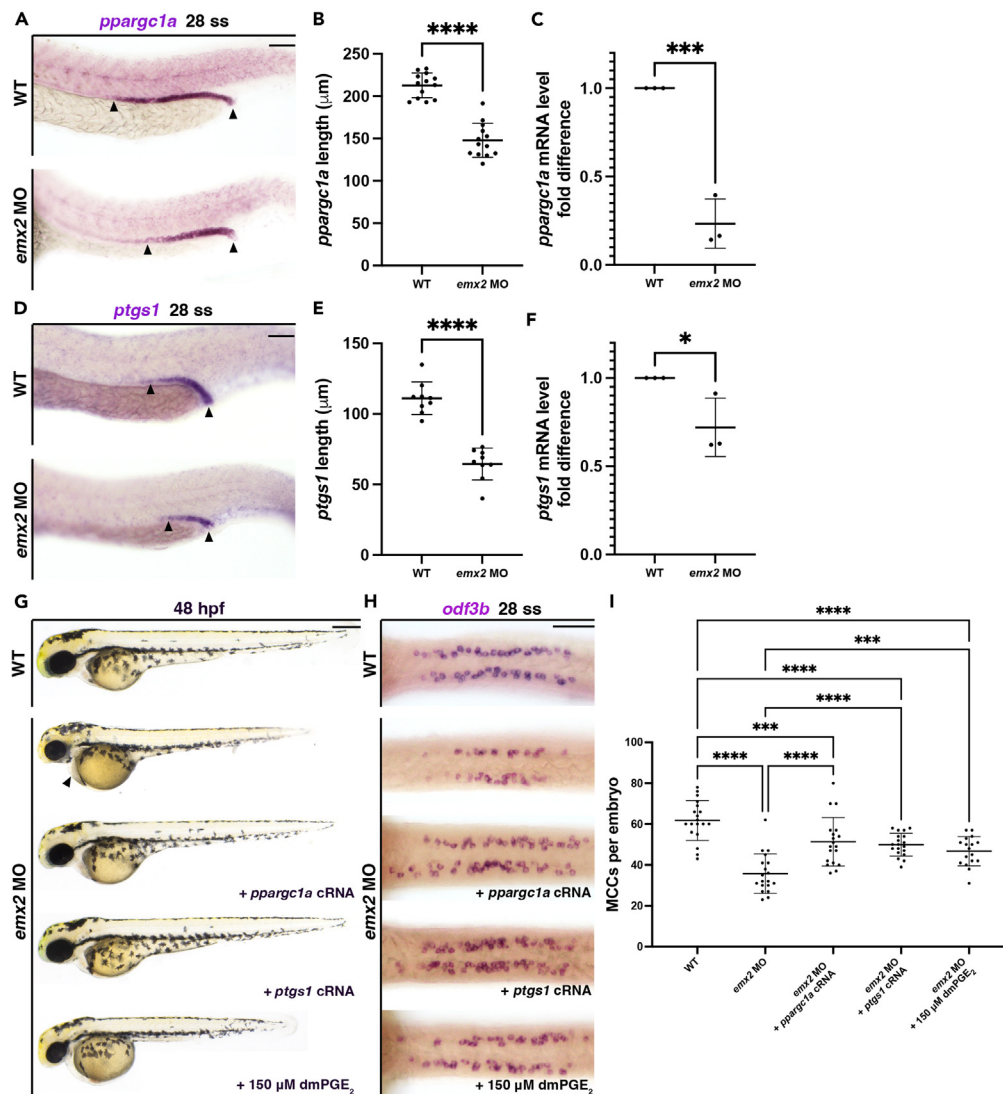 A
ppargc1a 28 ss
WT
emx2 MO
B
****
ppargc1a length (μm)
250
200
150
100
50
0
WT
emx2 MO
C
***
ppargc1a mRNA level
fold difference
1.0
0.5
0.0
WT
emx2 MO
D
ptgs1 28 ss
WT
emx2 MO
E
****
ptgs1 length (μm)
150
100
50
0
WT
emx2 MO
F
*
ptgs1 mRNA level
fold difference
1.0
0.5
0.0
WT
emx2 MO
G
48 hpf
WT
emx2 MO
+ ppargc1a cRNA
+ ptgs1 cRNA
+ 150 μM dmPGE₂
H
odf3b 28 ss
WT
emx2 MO
+ ppargc1a cRNA
+ ptgs1 cRNA
+ 150 μM dmPGE₂
I
****
***
****
****
***
****
****
MCCs per embryo
100
80
60
40
20
0
WT
emx2 MO
emx2 MO
+ ppargc1a cRNA
emx2 MO
+ ptgs1 cRNA
emx2 MO
+ 150 μM dmPGE₂